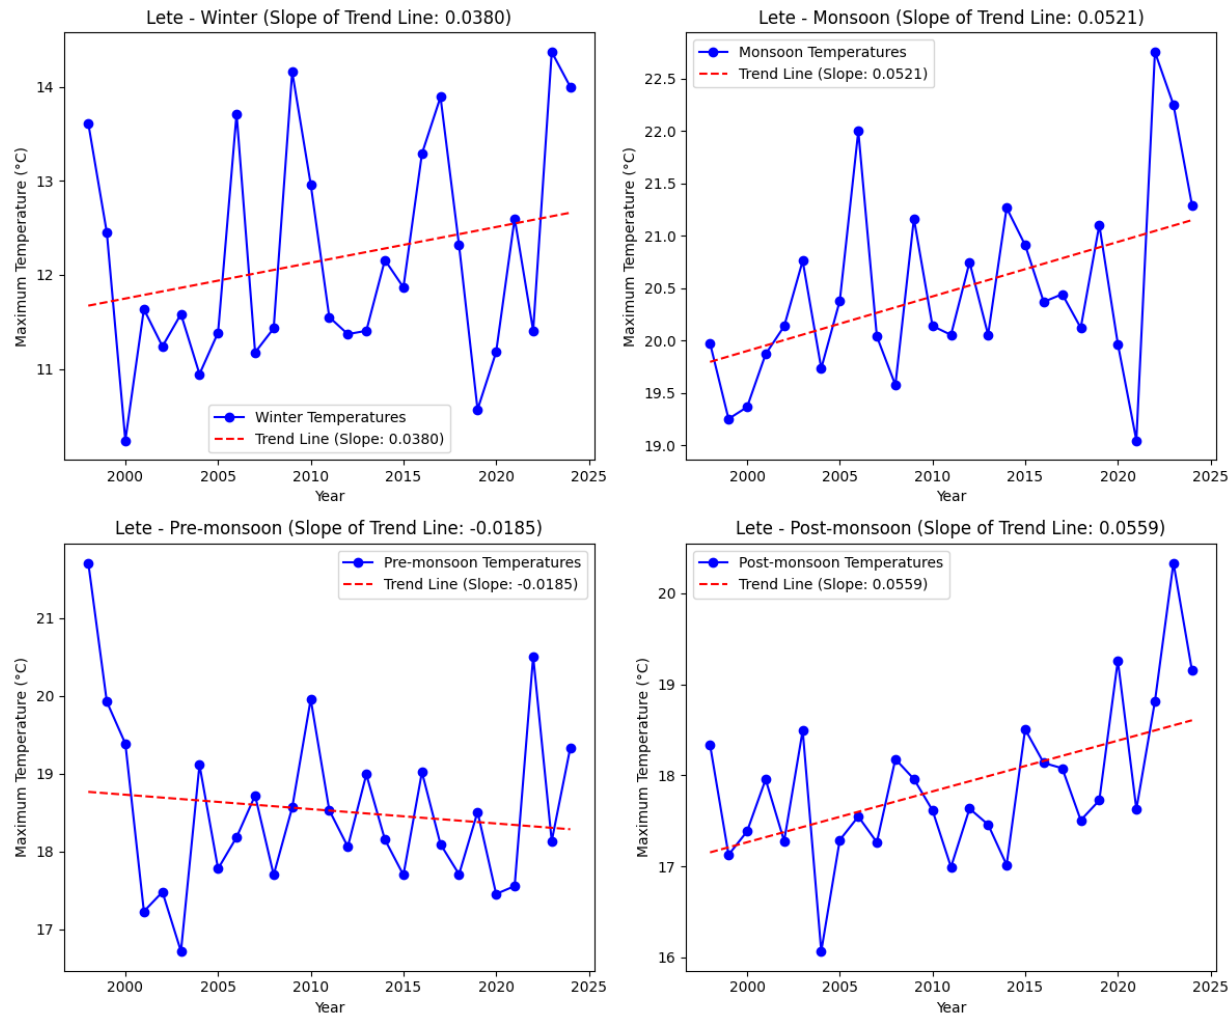 Lete - Winter (Slope of Trend Line: 0.0380)
Maximum Temperature (°C)
14
13
12
11
Winter Temperatures
Trend Line (Slope: 0.0380)
2000 2005 2010 2015 2020 2025
Year
Lete - Monsoon (Slope of Trend Line: 0.0521)
Maximum Temperature (°C)
Monsoon Temperatures
Trend Line (Slope: 0.0521)
22.5
22.0
21.5
21.0
20.5
20.0
19.5
19.0
2000 2005 2010 2015 2020 2025
Year
Lete - Pre-monsoon (Slope of Trend Line: -0.0185)
Maximum Temperature (°C)
Pre-monsoon Temperatures
Trend Line (Slope: -0.0185)
21
20
19
18
17
2000 2005 2010 2015 2020 2025
Year
Lete - Post-monsoon (Slope of Trend Line: 0.0559)
Maximum Temperature (°C)
Post-monsoon Temperatures
Trend Line (Slope: 0.0559)
20
19
18
17
16
2000 2005 2010 2015 2020 2025
Year